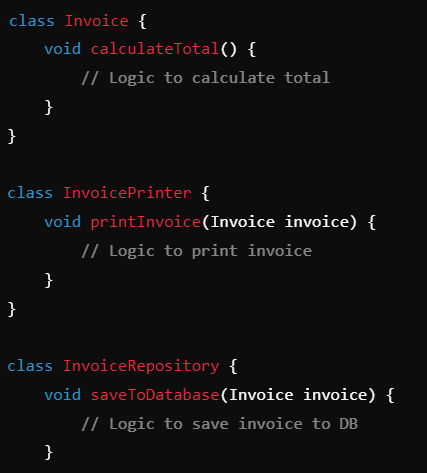 class Invoice {
    void calculateTotal() {
        // Logic to calculate total
    }
}

class InvoicePrinter {
    void printInvoice(Invoice invoice) {
        // Logic to print invoice
    }
}

class InvoiceRepository {
    void saveToDatabase(Invoice invoice) {
        // Logic to save invoice to DB
    }